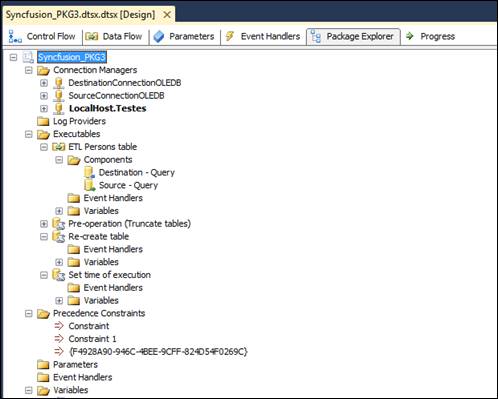 Syncfusion_PKG3.dtsx.dtsx [Design]
Control Flow Data Flow Parameters Event Handlers Package Explorer Progress
Syncfusion_PKG3
Connection Managers
DestinationConnectionOLEDB
SourceConnectionOLEDB
LocalHost.Testes
Log Providers
Executables
ETL Persons table
Components
Destination - Query
Source - Query
Event Handlers
Variables
Pre-operation (Truncate tables)
Re-create table
Event Handlers
Variables
Set time of execution
Event Handlers
Variables
Precedence Constraints
Constraint
Constraint 1
{F4928A90-946C-4BEE-9CFF-824D54F0269C}
Parameters
Event Handlers
Variables